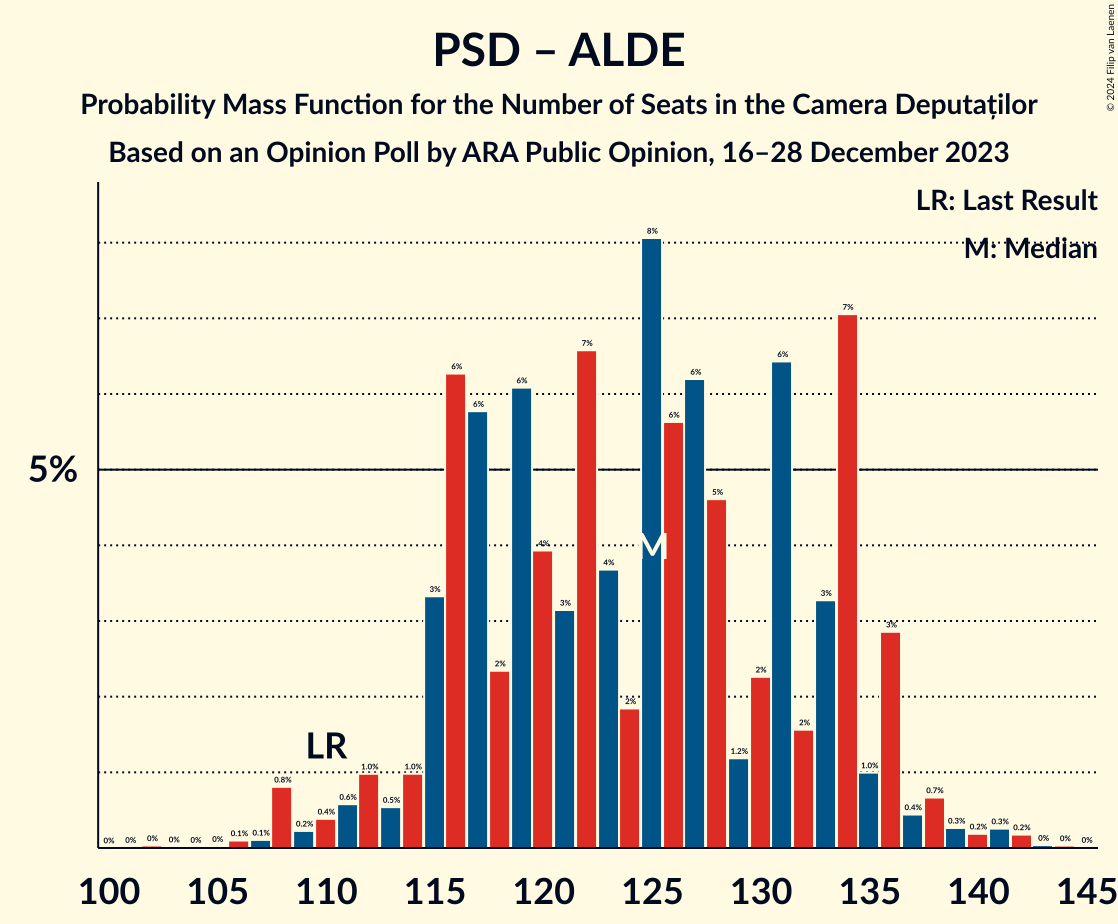 © 2024 Filip van Laenen
PSD – ALDE
Probability Mass Function for the Number of Seats in the Camera Deputaților
Based on an Opinion Poll by ARA Public Opinion, 16–28 December 2023
LR: Last Result
M: Median
5%
LR
M
0% 0% 0% 0% 0% 0% 0.1% 0.1% 0.8% 0.2% 0.4% 0.6% 1.0% 0.5% 1.0% 3% 6% 6% 2% 6% 4% 3% 7% 4% 2% 8% 6% 6% 5% 1.2% 2% 6% 2% 3% 7% 1.0% 3% 0.4% 0.7% 0.3% 0.2% 0.3% 0.2% 0% 0% 0%
100 105 110 115 120 125 130 135 140 145